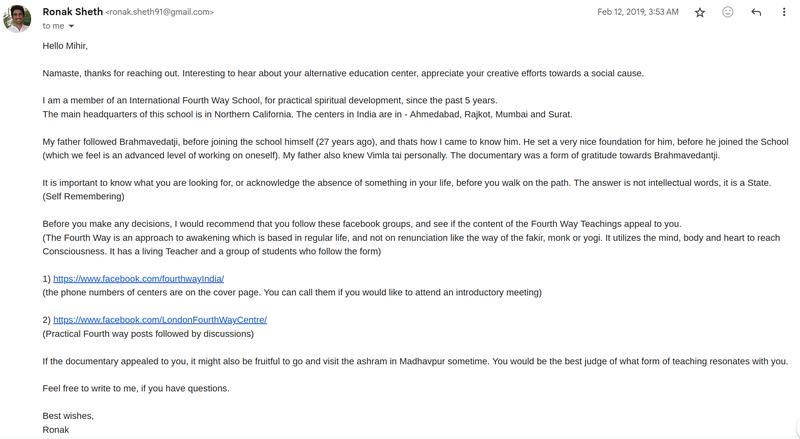 Ronak Sheth <ronak.sheth91@gmail.com>
Feb 12, 2019, 3:53 AM
to me
Hello Mihir,
Namaste, thanks for reaching out. Interesting to hear about your alternative education center, appreciate your creative efforts towards a social cause.
I am a member of an International Fourth Way School, for practical spiritual development, since the past 5 years.
The main headquarters of this school is in Northern California. The centers in India are in - Ahmedabad, Rajkot, Mumbai and Surat.
My father followed Brahmavedatji, before joining the school himself (27 years ago), and thats how I came to know him. He set a very nice foundation for him, before he joined the School
(which we feel is an advanced level of working on oneself). My father also knew Vimla tai personally. The documentary was a form of gratitude towards Brahmavedantji.
It is important to know what you are looking for, or acknowledge the absence of something in your life, before you walk on the path. The answer is not intellectual words, it is a State.
(Self Remembering)
Before you make any decisions, I would recommend that you follow these facebook groups, and see if the content of the Fourth Way Teachings appeal to you.
(The Fourth Way is an approach to awakening which is based in regular life, and not on renunciation like the way of the fakir, monk or yogi. It utilizes the mind, body and heart to reach
Consciousness. It has a living Teacher and a group of students who follow the form)
1) https://www.facebook.com/fourthwayIndia/
(the phone numbers of centers are on the cover page. You can call them if you would like to attend an introductory meeting)
2) https://www.facebook.com/LondonFourthWayCentre/
(Practical Fourth way posts followed by discussions)
If the documentary appealed to you, it might also be fruitful to go and visit the ashram in Madhavpur sometime. You would be the best judge of what form of teaching resonates with you.
Feel free to write to me, if you have questions.
Best wishes,
Ronak